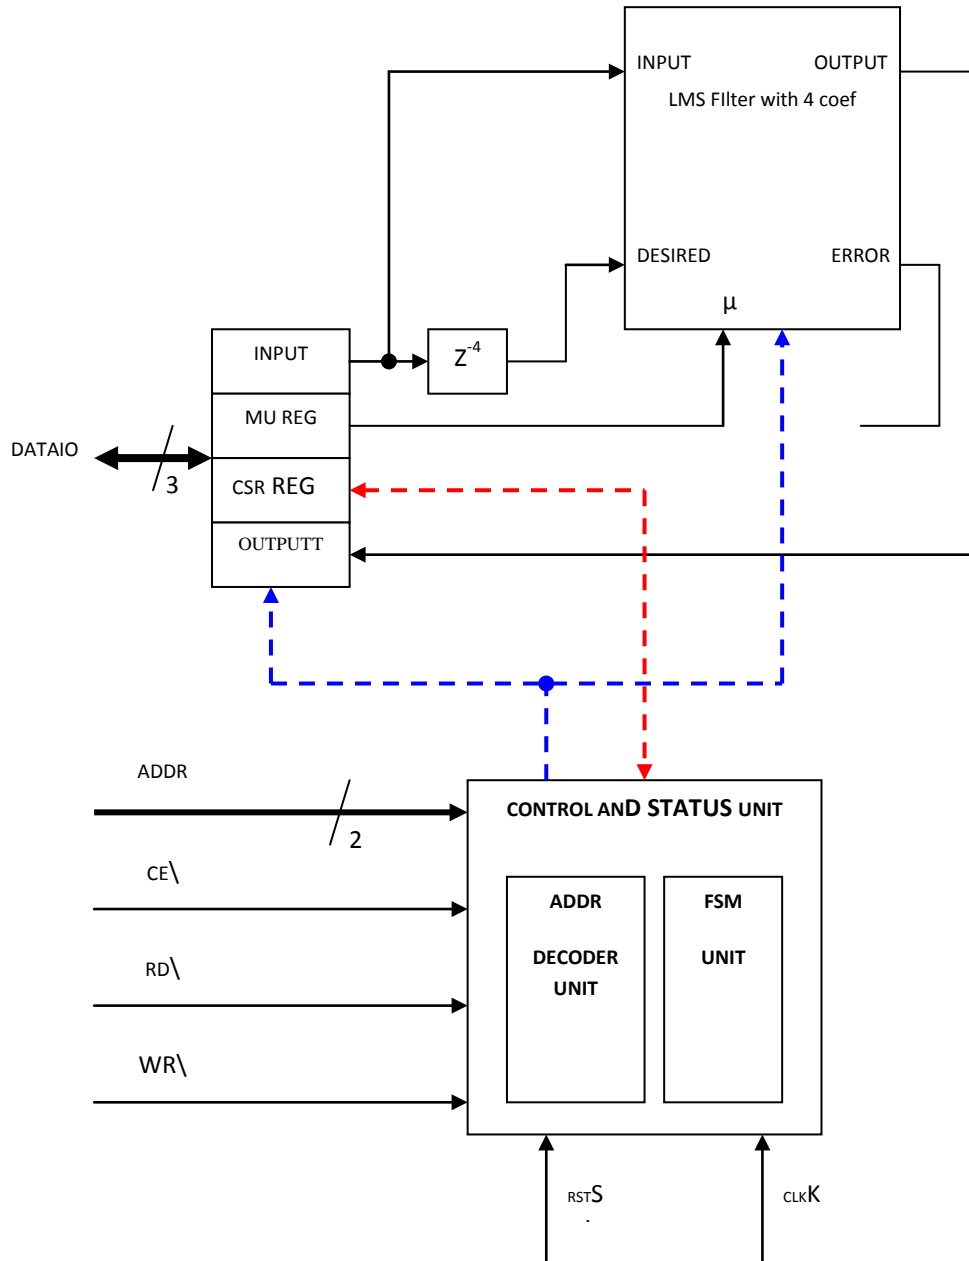 INPUT OUTPUT
LMS FIlter with 4 coef
DESIRED ERROR
μ
INPUT
Z-4
MU REG
DATAIO
3
CSR REG
OUTPUTT
ADDR
2
CONTROL AND STATUS UNIT
CE\
ADDR
DECODER
UNIT
FSM
UNIT
RD\
WR\
RSTS
\
CLKK